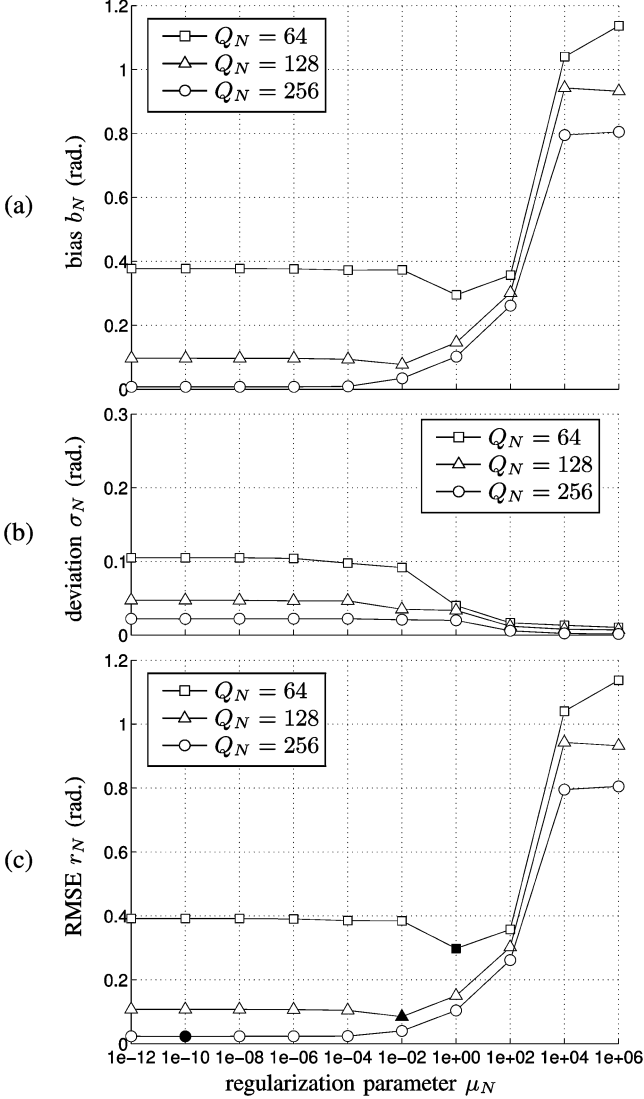 1.2
1
0.8
0.6
0.4
0.2
0
Q_N = 64
Q_N = 128
Q_N = 256
(a)
bias b_N (rad.)
0.3
0.2
0.1
0
Q_N = 64
Q_N = 128
Q_N = 256
(b)
deviation σ_N (rad.)
1.2
1
0.8
0.6
0.4
0.2
0
Q_N = 64
Q_N = 128
Q_N = 256
(c)
RMSE r_N (rad.)
1e-12 1e-10 1e-08 1e-06 1e-04 1e-02 1e+00 1e+02 1e+04 1e+06
regularization parameter μ_N